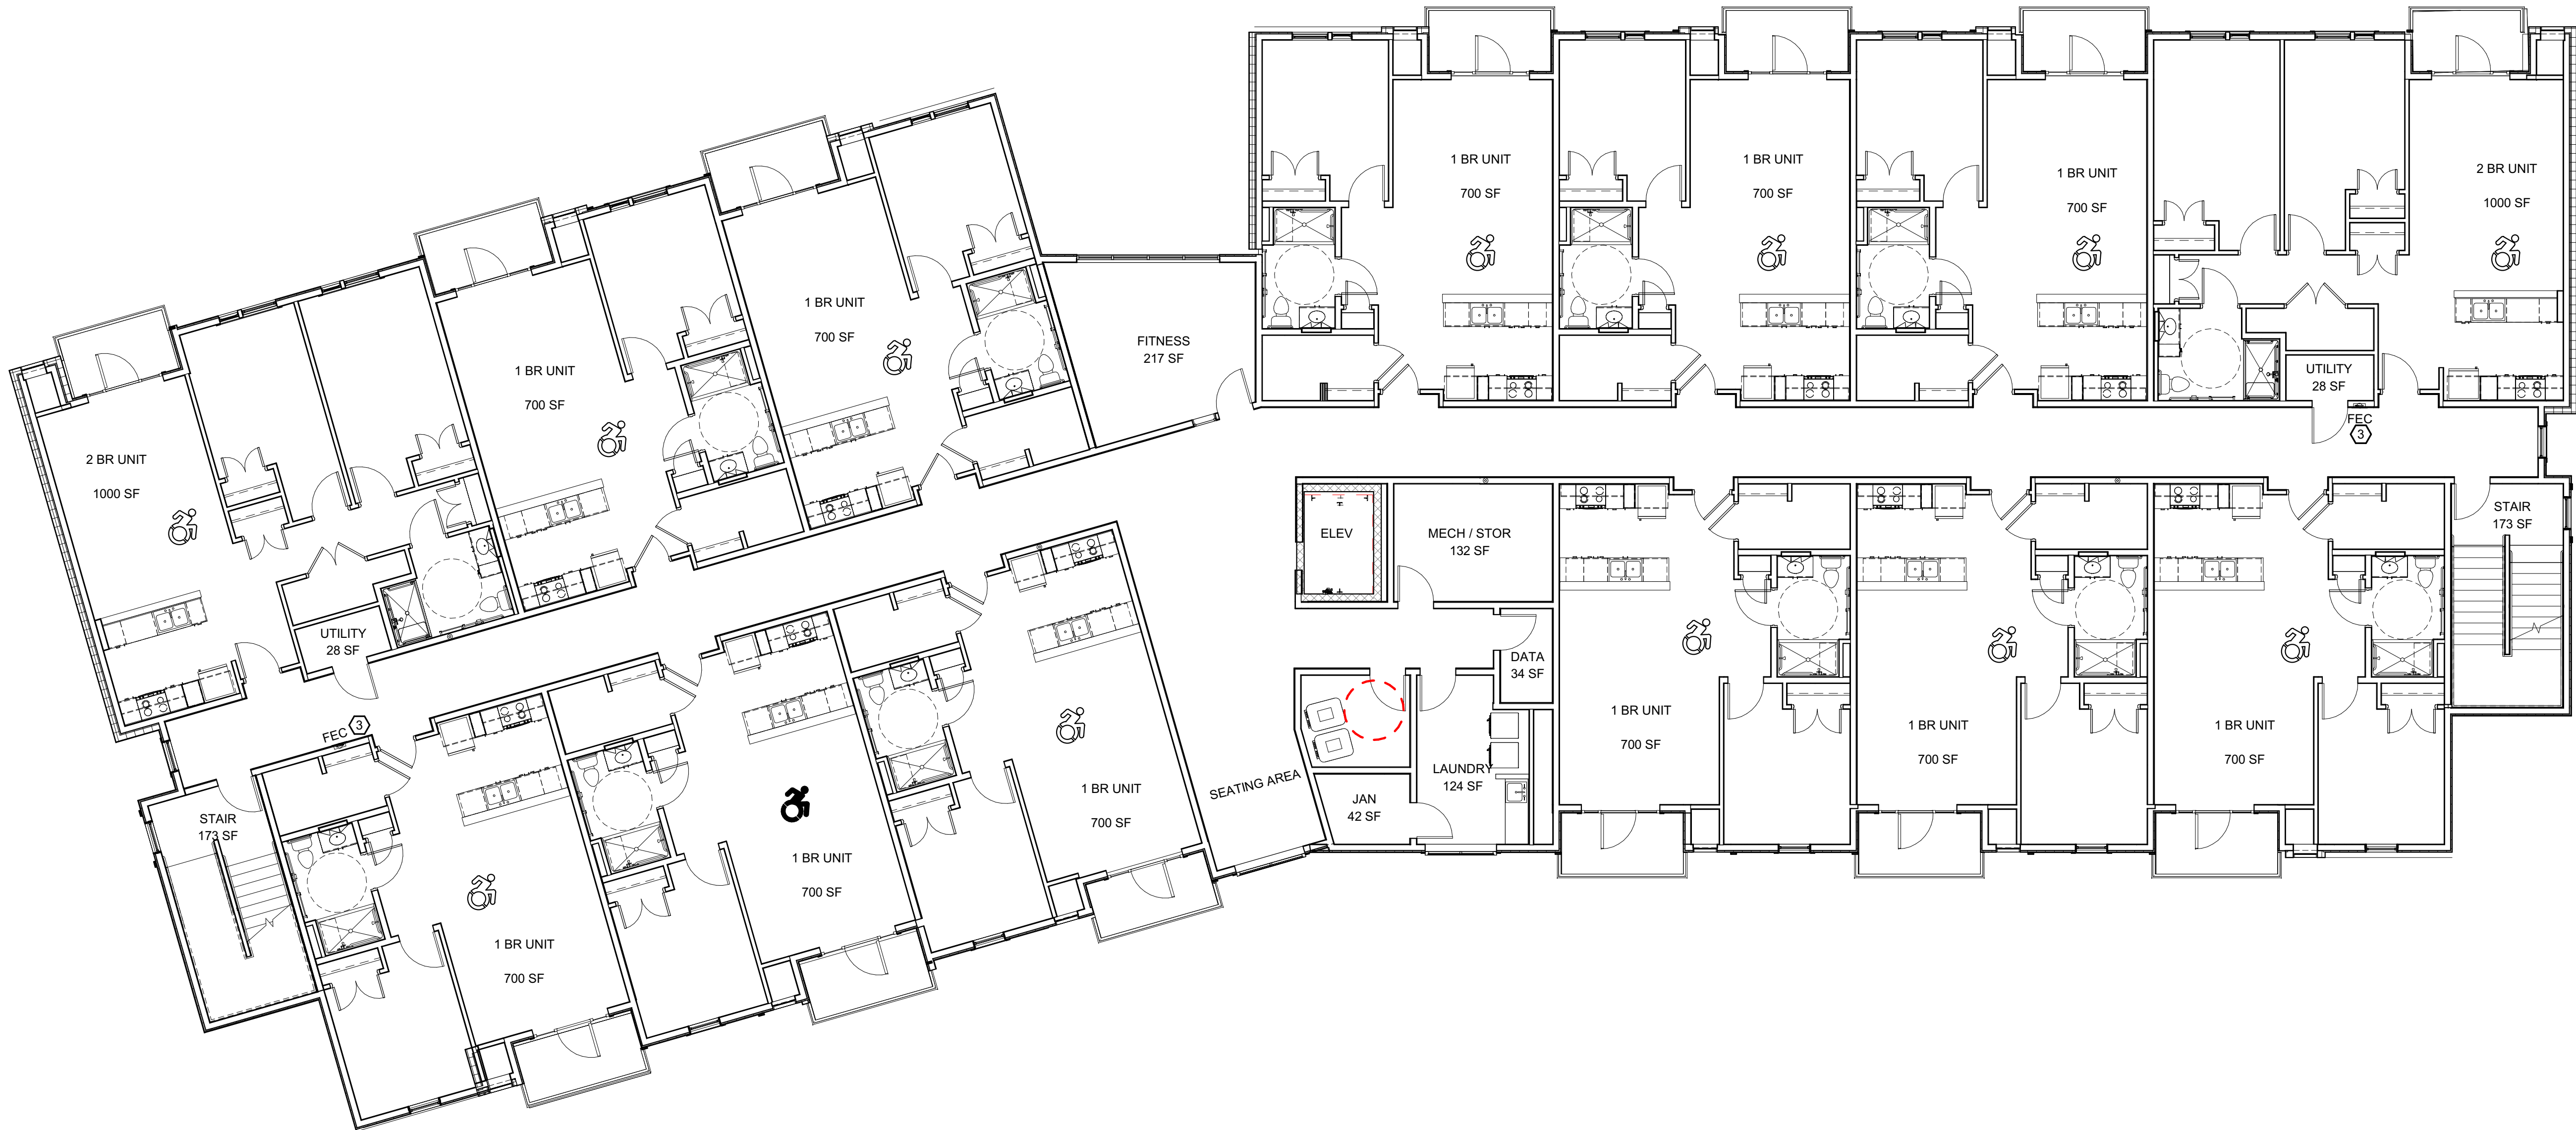 1 BR UNIT
700 SF
1 BR UNIT
700 SF
1 BR UNIT
700 SF
2 BR UNIT
1000 SF
1 BR UNIT
700 SF
FITNESS
217 SF
1 BR UNIT
700 SF
UTILITY
28 SF
FEC
3
2 BR UNIT
1000 SF
ELEV
MECH / STOR
132 SF
STAIR
173 SF
UTILITY
28 SF
DATA
34 SF
1 BR UNIT
700 SF
1 BR UNIT
700 SF
1 BR UNIT
700 SF
FEC
3
LAUNDRY
124 SF
SEATING AREA
JAN
42 SF
1 BR UNIT
700 SF
STAIR
173 SF
1 BR UNIT
700 SF
1 BR UNIT
700 SF